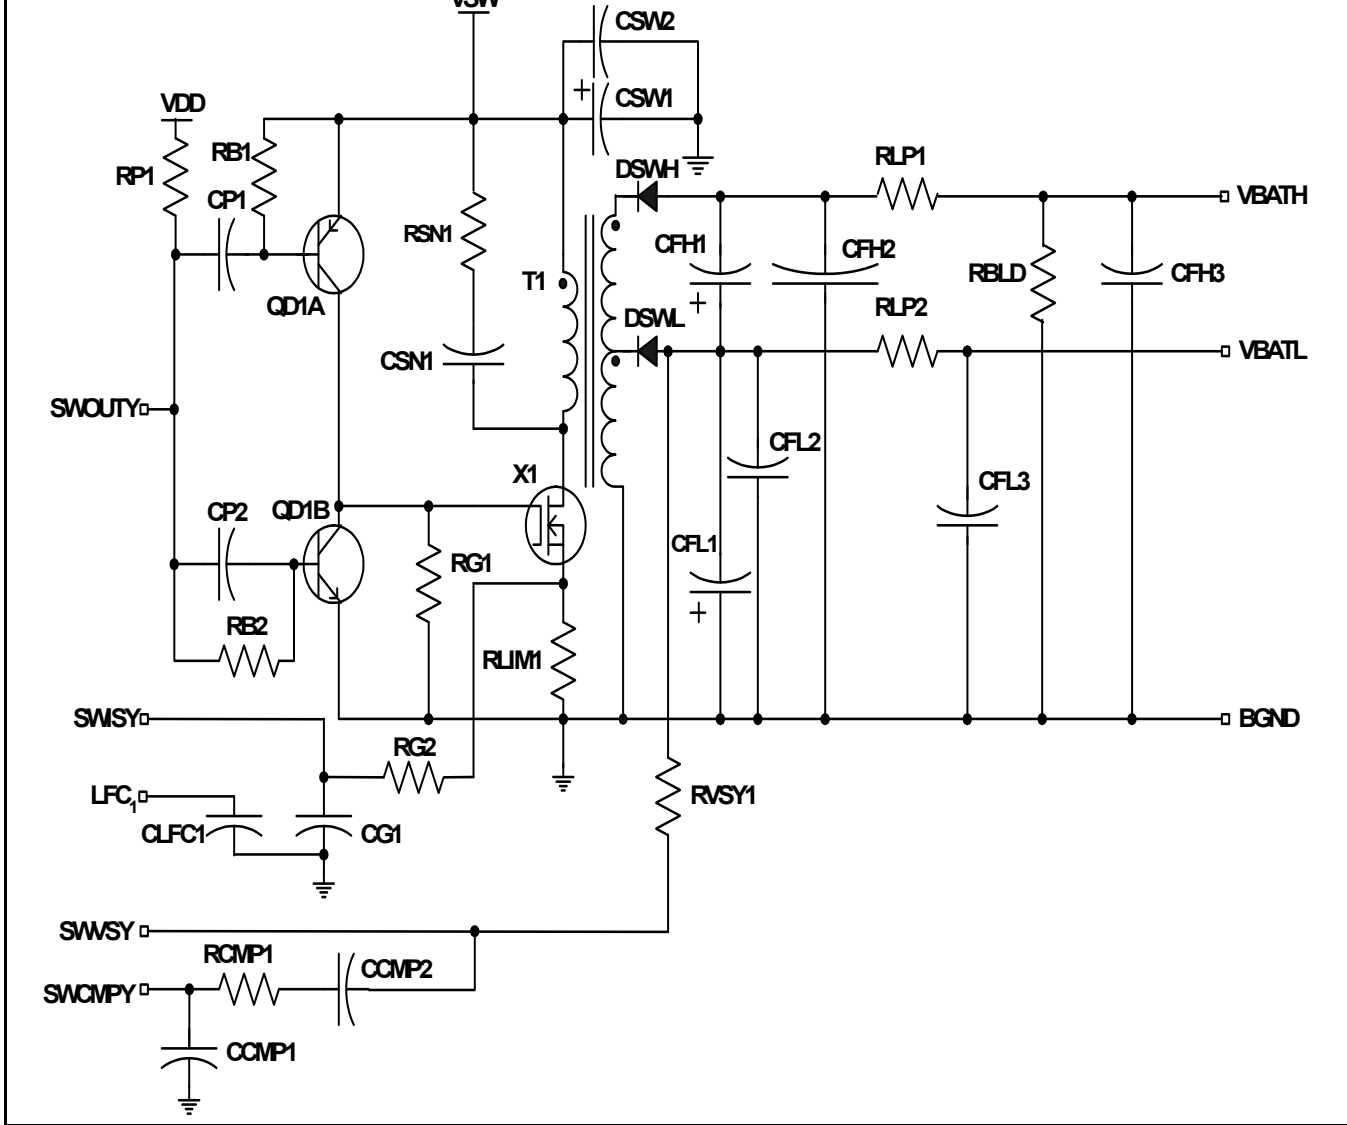 VSW
CSW2
+
CSW1
VDD
RB1
RP1
CP1
DSWH
RLP1
VBATH
RSN1
CFH1
CFH2
QD1A
T1
+
RBLD
CFH3
DSWL
RLP2
CSN1
VBATL
SWOUTY
CFL2
X1
CFL3
CP2
QD1B
CFL1
RG1
+
RB2
RLIM1
SWISY
BGND
RG2
LFC1
RVSY1
CLFC1
CG1
SWVSY
RCMP1
CCMP2
SWCMPY
CCMP1